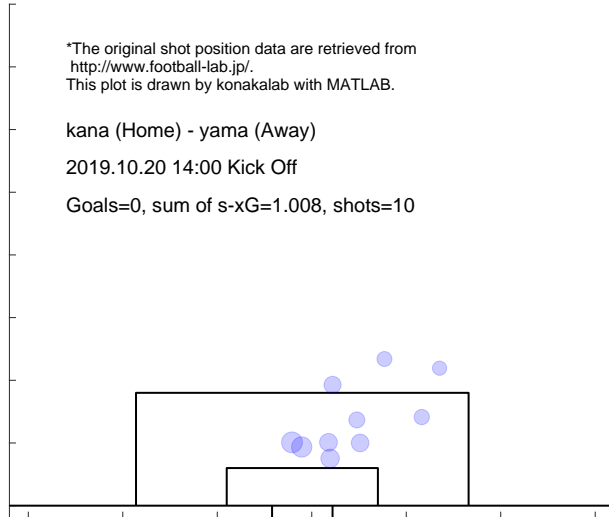 *The original shot position data are retrieved from
http://www.football-lab.jp/.
This plot is drawn by konakalab with MATLAB.
kana (Home) - yama (Away)
2019.10.20 14:00 Kick Off
Goals=0, sum of s-xG=1.008, shots=10